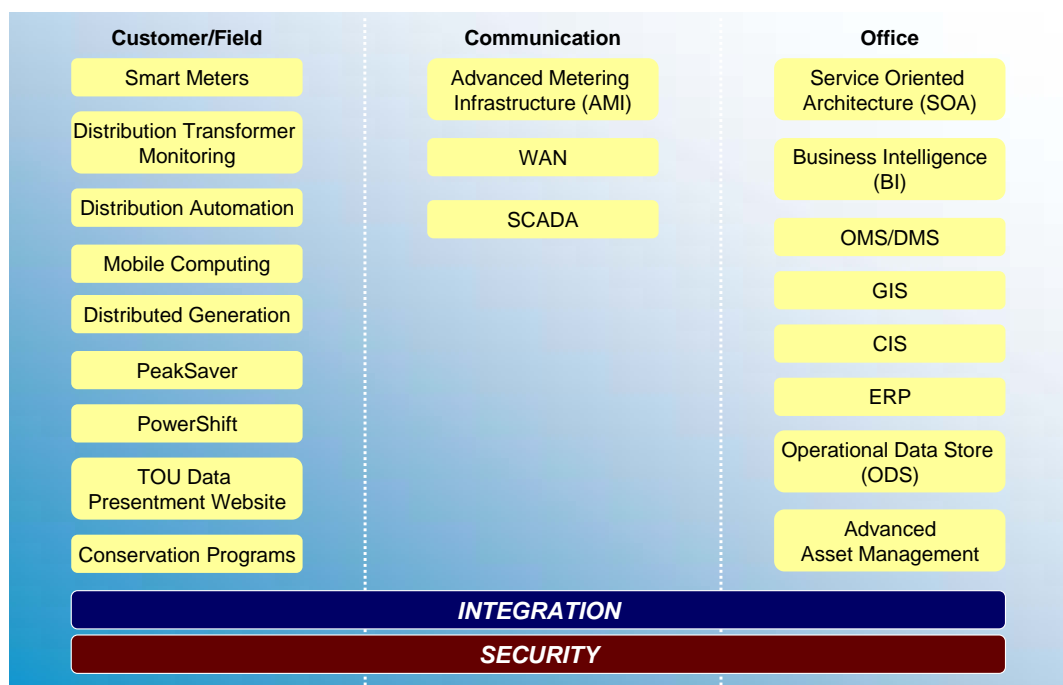 Customer/Field
Smart Meters
Distribution Transformer
Monitoring
Distribution Automation
Mobile Computing
Distributed Generation
PeakSaver
PowerShift
TOU Data
Presentment Website
Conservation Programs
Communication
Advanced Metering
Infrastructure (AMI)
WAN
SCADA
Office
Service Oriented
Architecture (SOA)
Business Intelligence
(BI)
OMS/DMS
GIS
CIS
ERP
Operational Data Store
(ODS)
Advanced
Asset Management
INTEGRATION
SECURITY